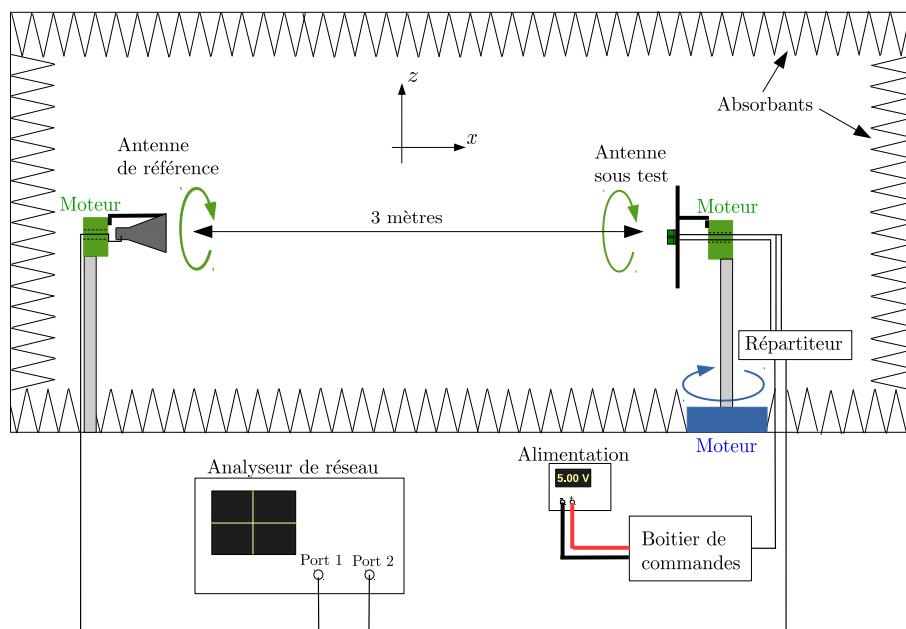 z
x
Absorbants
Antenne
de référence
Antenne
sous test
Moteur
3 mètres
Moteur
Répartiteur
Moteur
Analyseur de réseau
Port 1
Port 2
Alimentation
5.00 V
- +
Boitier de
commandes